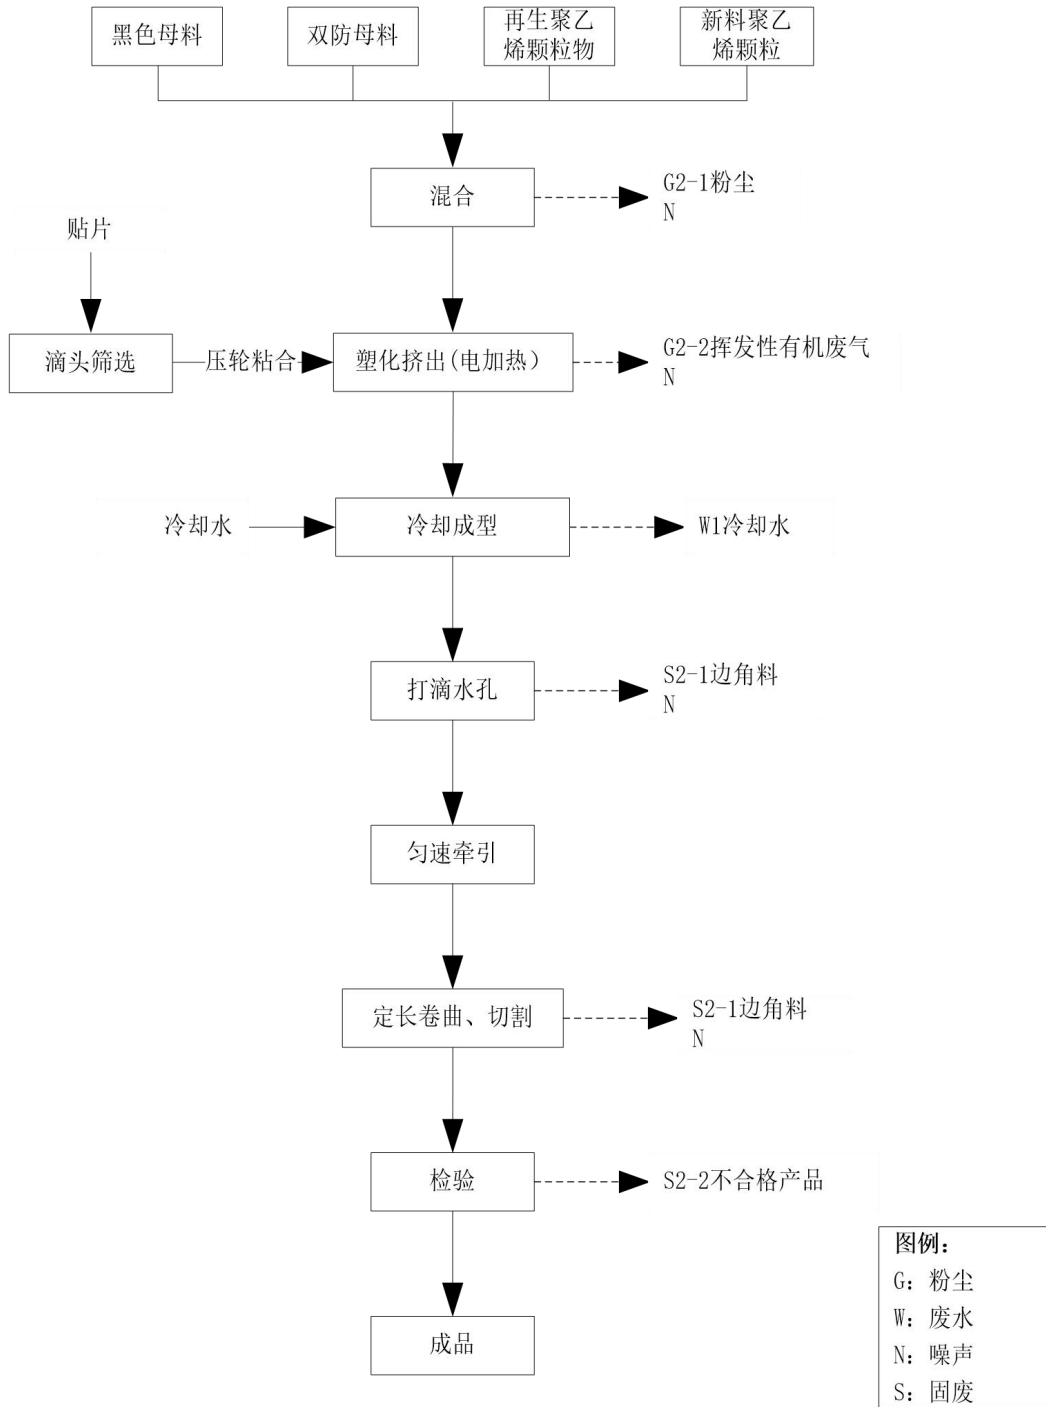 黑色母料
双防母料
再生聚乙
烯颗粒物
新料聚乙
烯颗粒
混合
G2-1粉尘
N
贴片
滴头筛选
压轮粘合
塑化挤出(电加热）
G2-2挥发性有机废气
N
冷却水
冷却成型
W1冷却水
打滴水孔
S2-1边角料
N
匀速牵引
定长卷曲、切割
S2-1边角料
N
检验
S2-2不合格产品
成品
图例：
G：粉尘
W：废水
N：噪声
S：固废